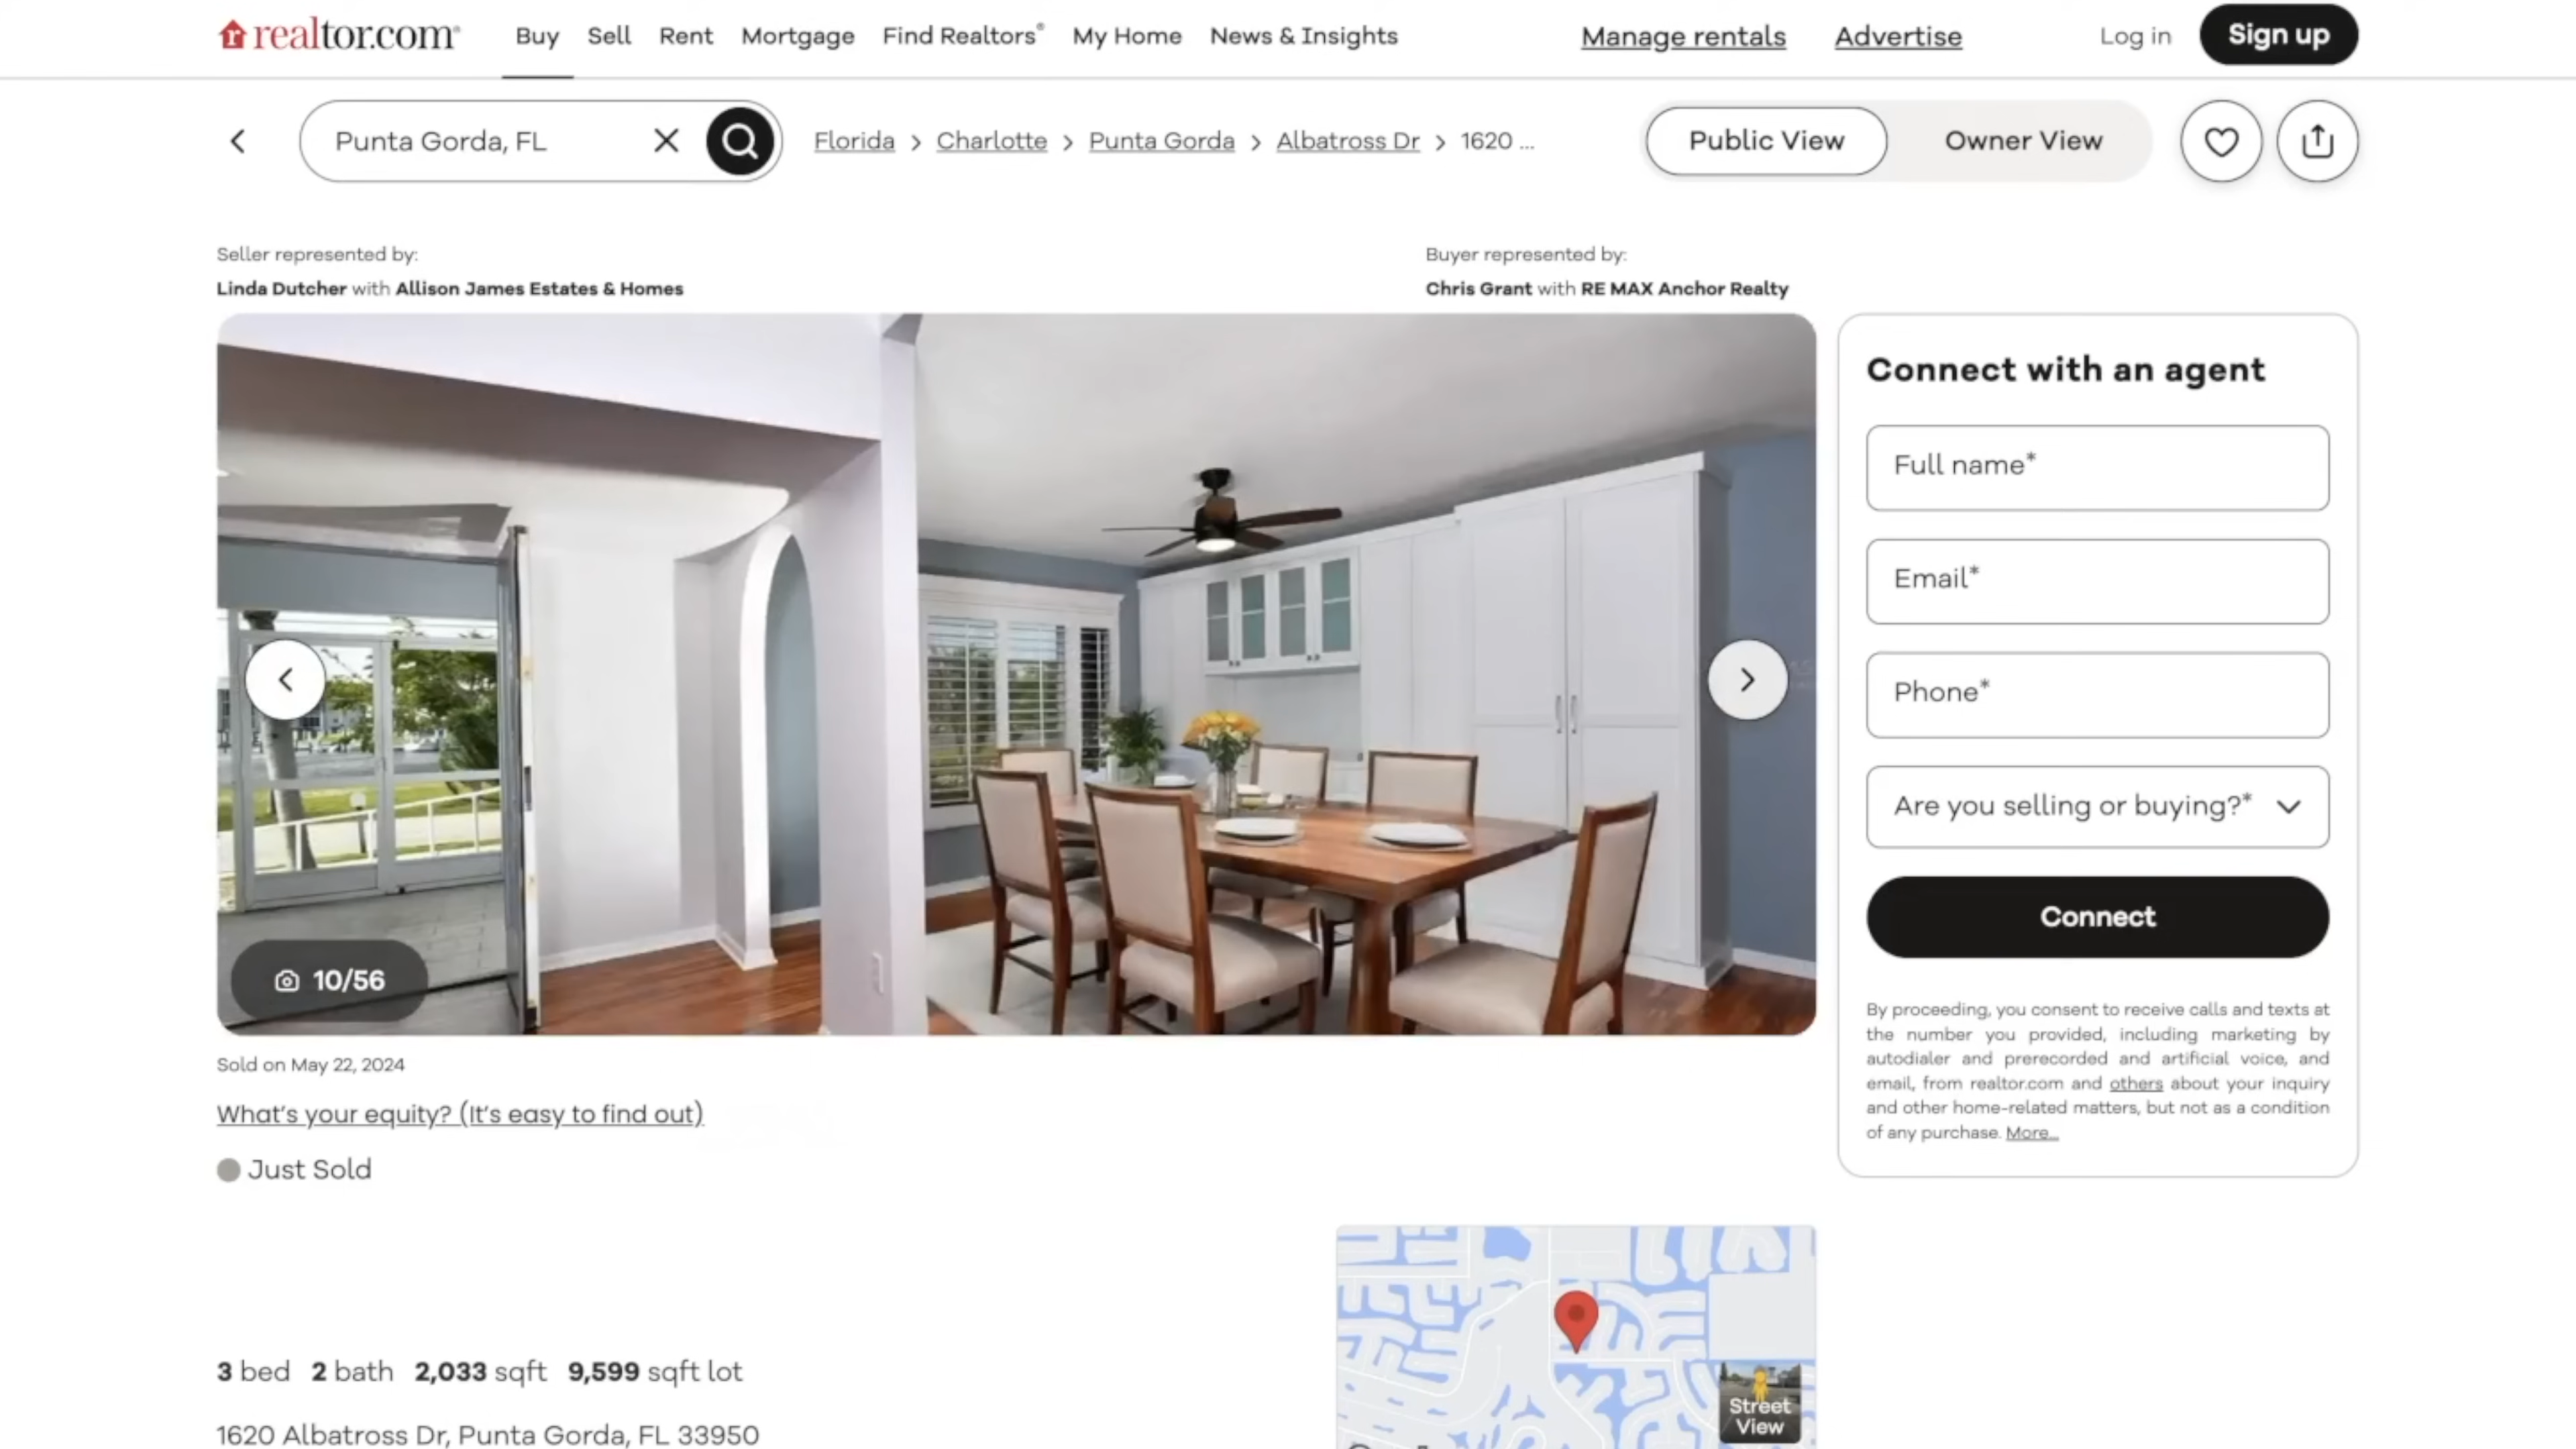 realtor.com®
Buy Sell Rent Mortgage Find Realtors® My Home News & Insights Manage rentals Advertise Log in Sign up
Punta Gorda, FL
Florida > Charlotte > Punta Gorda > Albatross Dr > 1620 ...
Public View Owner View
Seller represented by:
Linda Dutcher with Allison James Estates & Homes
Buyer represented by:
Chris Grant with RE MAX Anchor Realty
10/56
Connect with an agent
Full name*
Email*
Phone*
Are you selling or buying?*
Connect
By proceeding, you consent to receive calls and texts at
the number you provided, including marketing by
autodialer and prerecorded and artificial voice, and
email, from realtor.com and others about your inquiry
and other home-related matters, but not as a condition
of any purchase. More...
Sold on May 22, 2024
What's your equity? (It's easy to find out)
Just Sold
3 bed 2 bath 2,033 sqft 9,599 sqft lot
1620 Albatross Dr, Punta Gorda, FL 33950
Street
View